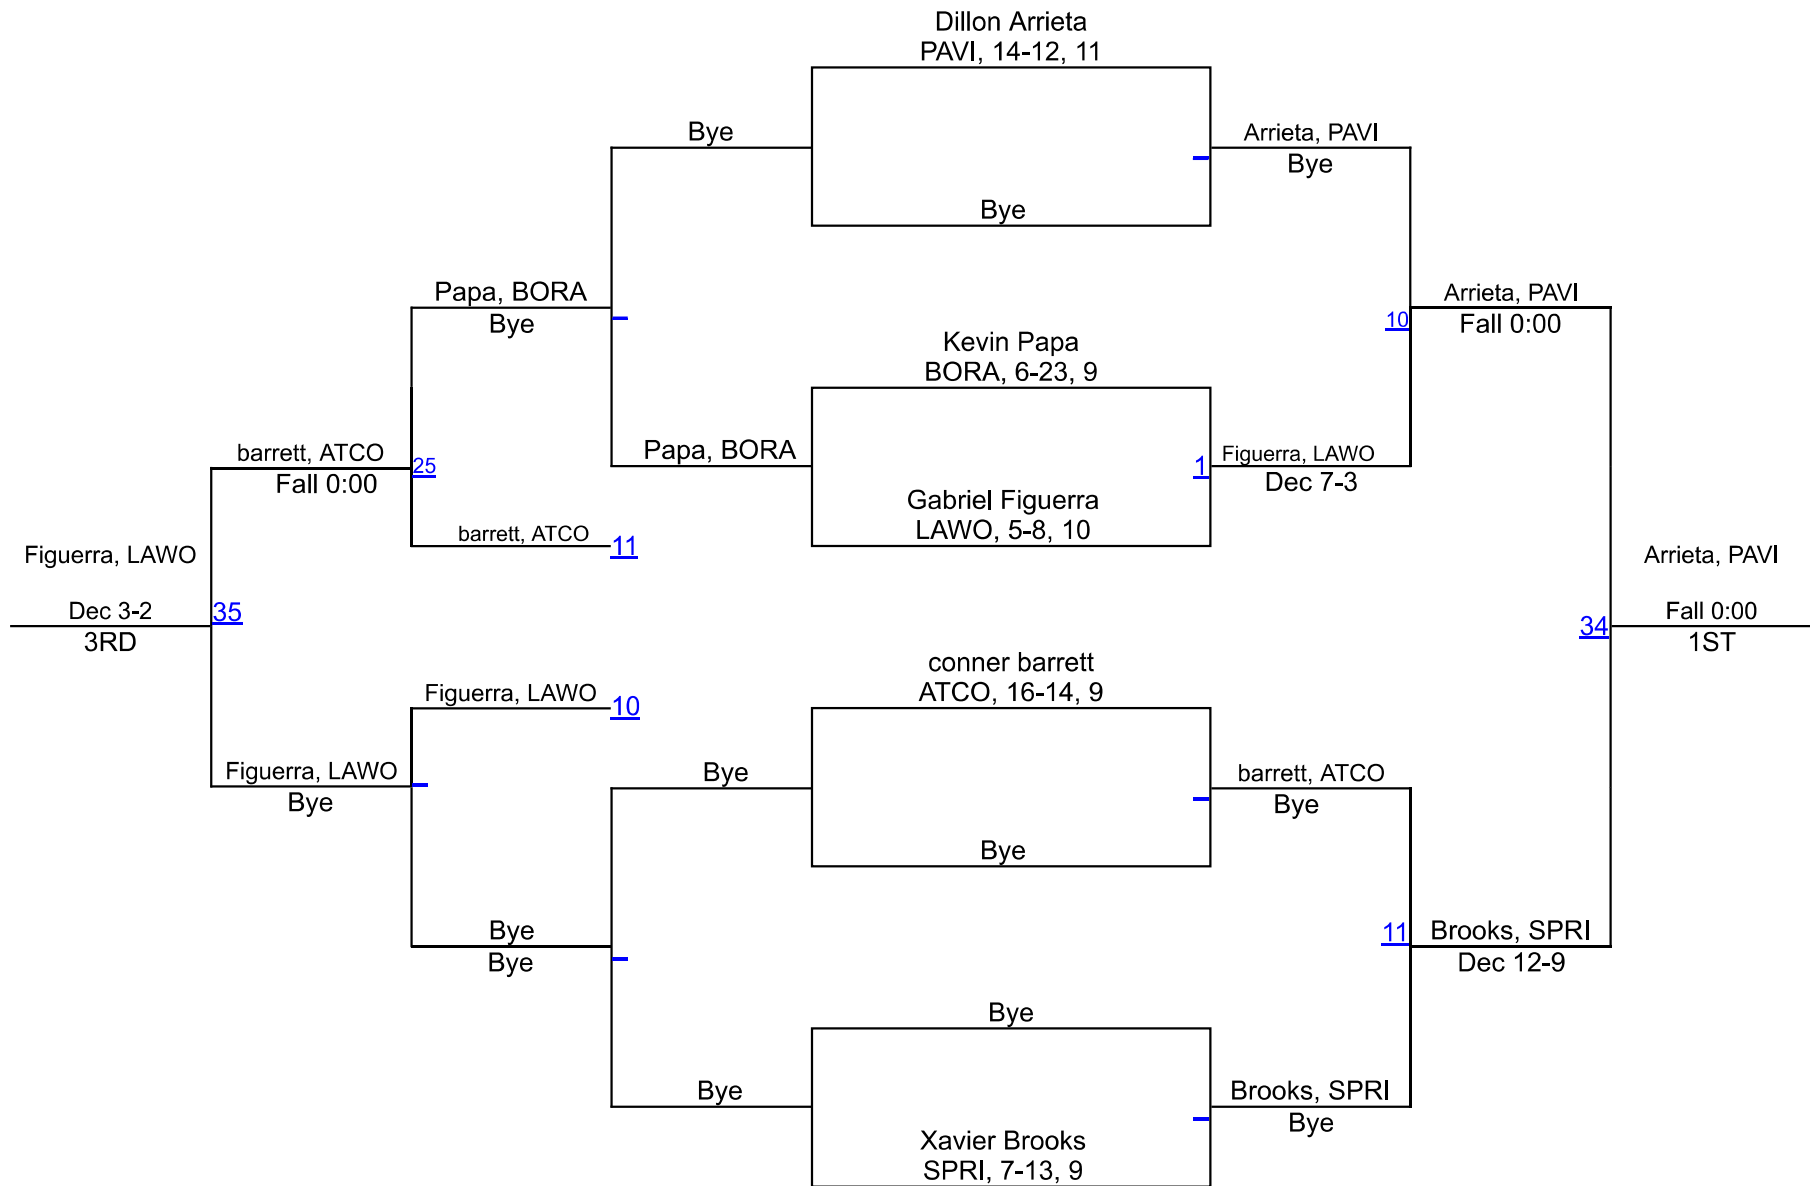 Dillon Arrieta
PAVI, 14-12, 11
Bye
Arrieta, PAVI
Bye
Bye
Papa, BORA
Bye
Arrieta, PAVI
10
Fall 0:00
Kevin Papa
BORA, 6-23, 9
barrett, ATCO
25
Fall 0:00
Papa, BORA
1
Figuerra, LAWO
Dec 7-3
Gabriel Figuerra
LAWO, 5-8, 10
barrett, ATCO
11
Figuerra, LAWO
Dec 3-2
35
3RD
Arrieta, PAVI
34
Fall 0:00
1ST
conner barrett
ATCO, 16-14, 9
Figuerra, LAWO
10
Figuerra, LAWO
Bye
Bye
barrett, ATCO
Bye
Bye
Bye
Bye
11
Brooks, SPRI
Dec 12-9
Bye
Bye
Brooks, SPRI
Bye
Xavier Brooks
SPRI, 7-13, 9